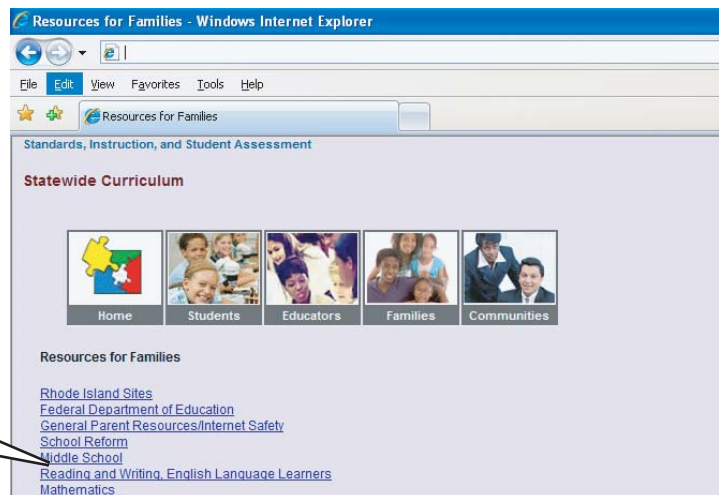 Resources for Families - Windows Internet Explorer
File Edit View Favorites Tools Help
Resources for Families
Standards, Instruction, and Student Assessment
Statewide Curriculum
Home Students Educators Families Communities
Resources for Families
Rhode Island Sites
Federal Department of Education
General Parent Resources/Internet Safety
School Reform
Middle School
Reading and Writing, English Language Learners
Mathematics